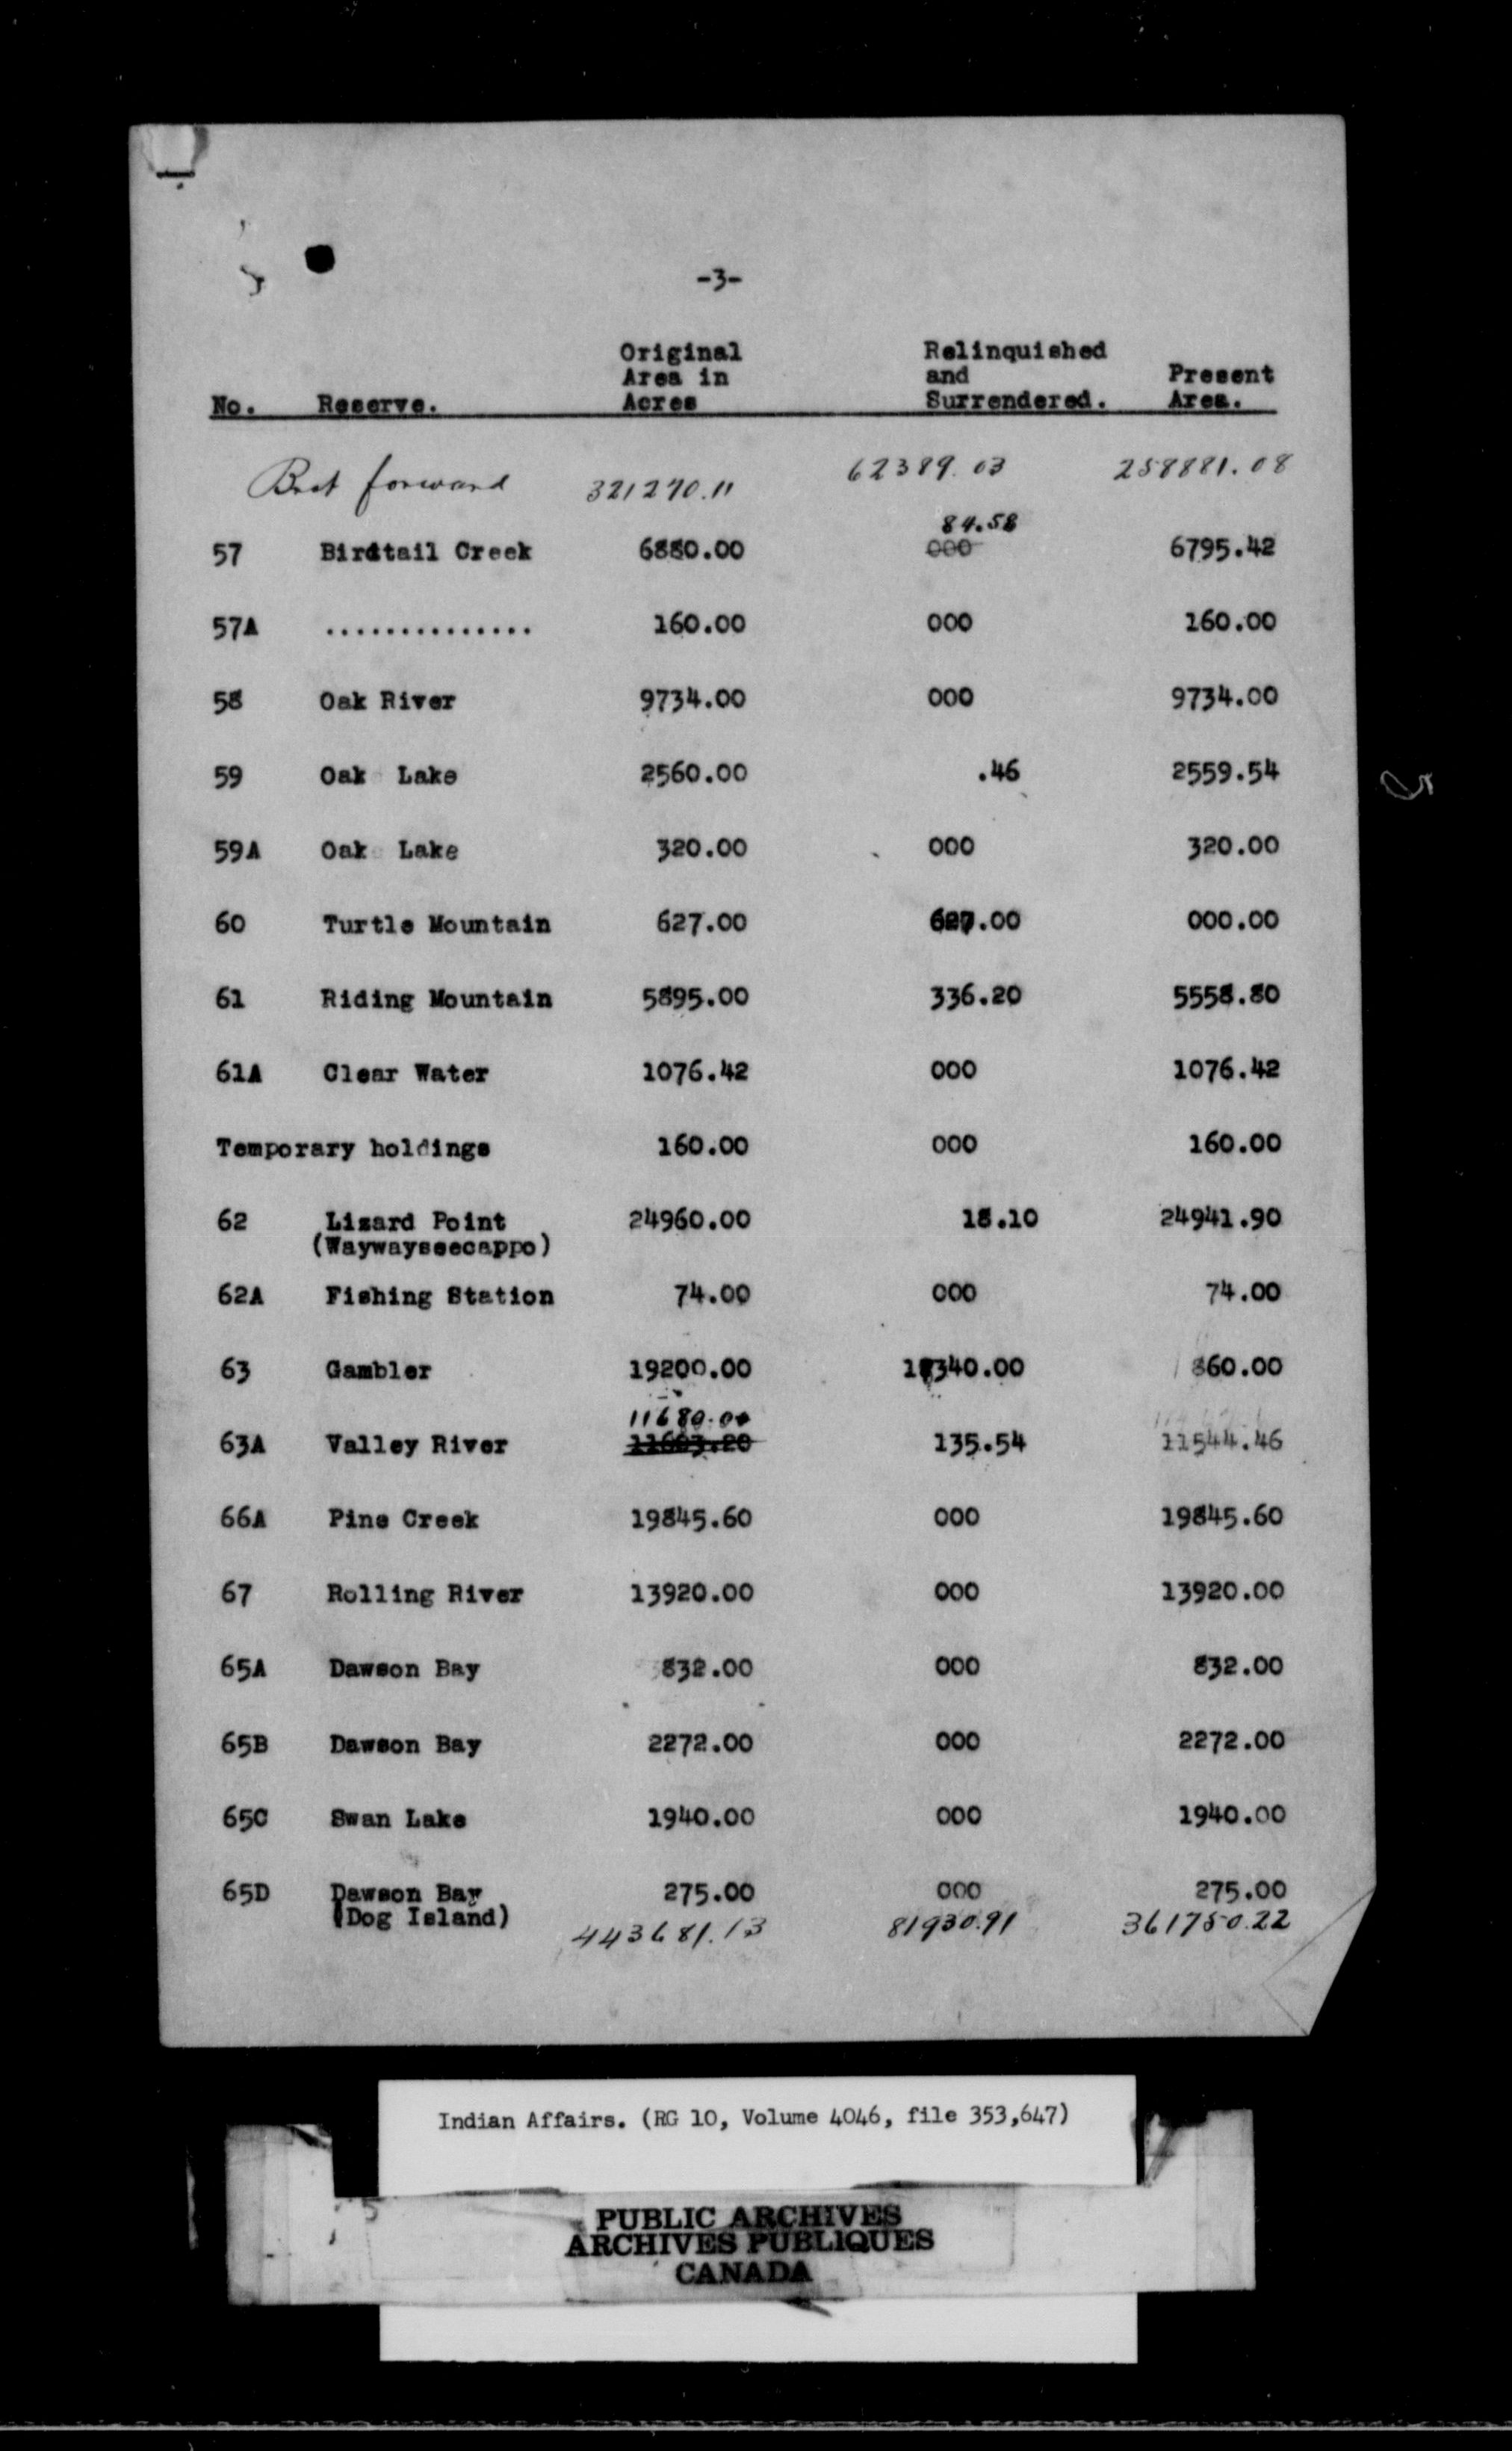 -3-
Original
Area in
Acres
Relinquished
and
Surrendered.
Present
Area.
No. Reserve.
Brot forward 321270.11 62389.03 258881.08
84.58
57 Birdtail Creek 6880.00 000 6795.42
57A .............. 160.00 000 160.00
58 Oak River 9734.00 000 9734.00
59 Oak Lake 2560.00 .46 2559.54
59A Oak Lake 320.00 000 320.00
60 Turtle Mountain 627.00 627.00 000.00
61 Riding Mountain 5895.00 336.20 5558.80
61A Clear Water 1076.42 000 1076.42
Temporary holdings 160.00 000 160.00
62 Lizard Point 24960.00 18.10 24941.90
(Waywayseecappo)
62A Fishing Station 74.00 000 74.00
63 Gambler 19200.00 18340.00 860.00
11680.00
63A Valley River 11603.20 135.54 11544.46
66A Pine Creek 19845.60 000 19845.60
67 Rolling River 13920.00 000 13920.00
65A Dawson Bay 832.00 000 832.00
65B Dawson Bay 2272.00 000 2272.00
65C Swan Lake 1940.00 000 1940.00
65D Dawson Bay 275.00 000 275.00
(Dog Island)
443681.13 81930.91 361750.22
Indian Affairs. (RG 10, Volume 4046, file 353,647)
PUBLIC ARCHIVES
ARCHIVES PUBLIQUES
CANADA